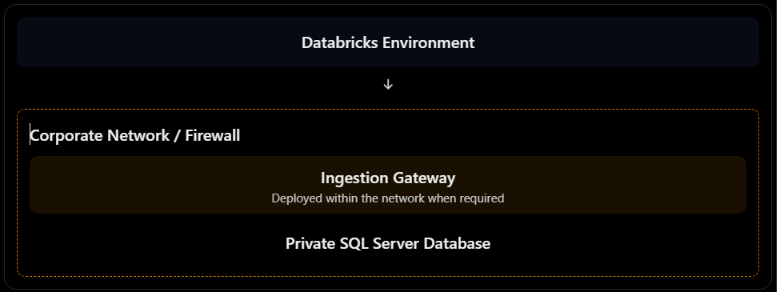 Databricks Environment
↓
Corporate Network / Firewall
Ingestion Gateway
Deployed within the network when required
Private SQL Server Database